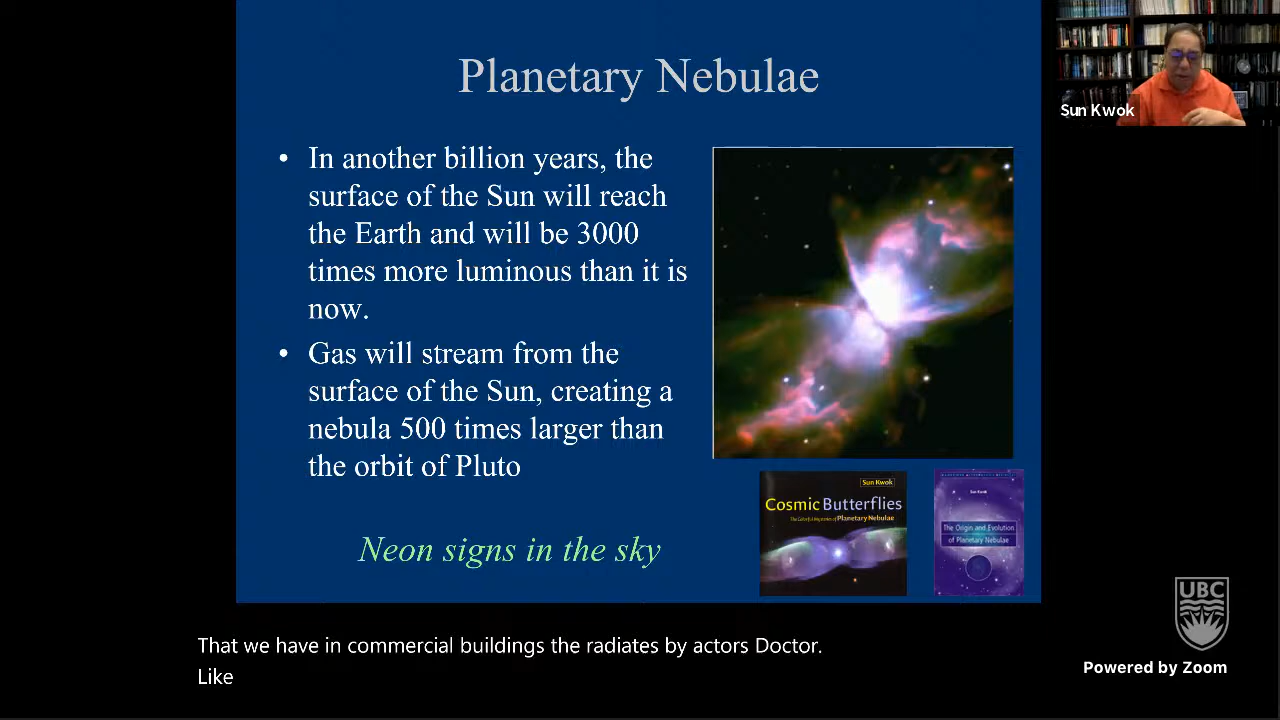 Planetary Nebulae
• In another billion years, the
surface of the Sun will reach
the Earth and will be 3000
times more luminous than it is
now.
• Gas will stream from the
surface of the Sun, creating a
nebula 500 times larger than
the orbit of Pluto
Neon signs in the sky
Sun Kwok
Cosmic Butterflies
The Colorful Mysteries of Planetary Nebulae
Sun Kwok
The Origin and Evolution
of Planetary Nebulae
Sun Kwok
That we have in commercial buildings the radiates by actors Doctor.
Like
UBC
Powered by Zoom